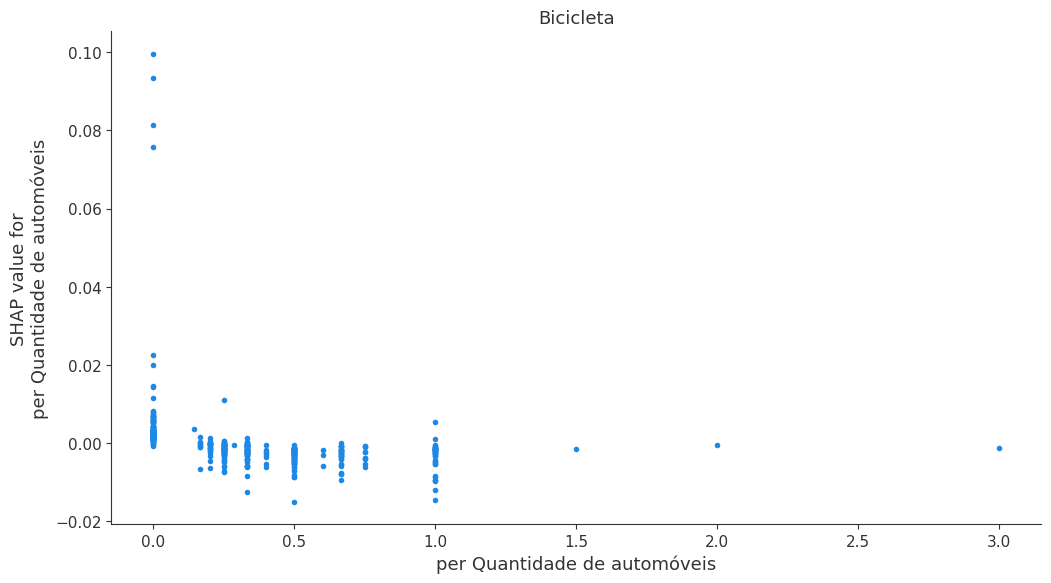 Bicicleta
SHAP value for
per Quantidade de automóveis
0.10
0.08
0.06
0.04
0.02
0.00
−0.02
0.0 0.5 1.0 1.5 2.0 2.5 3.0
per Quantidade de automóveis